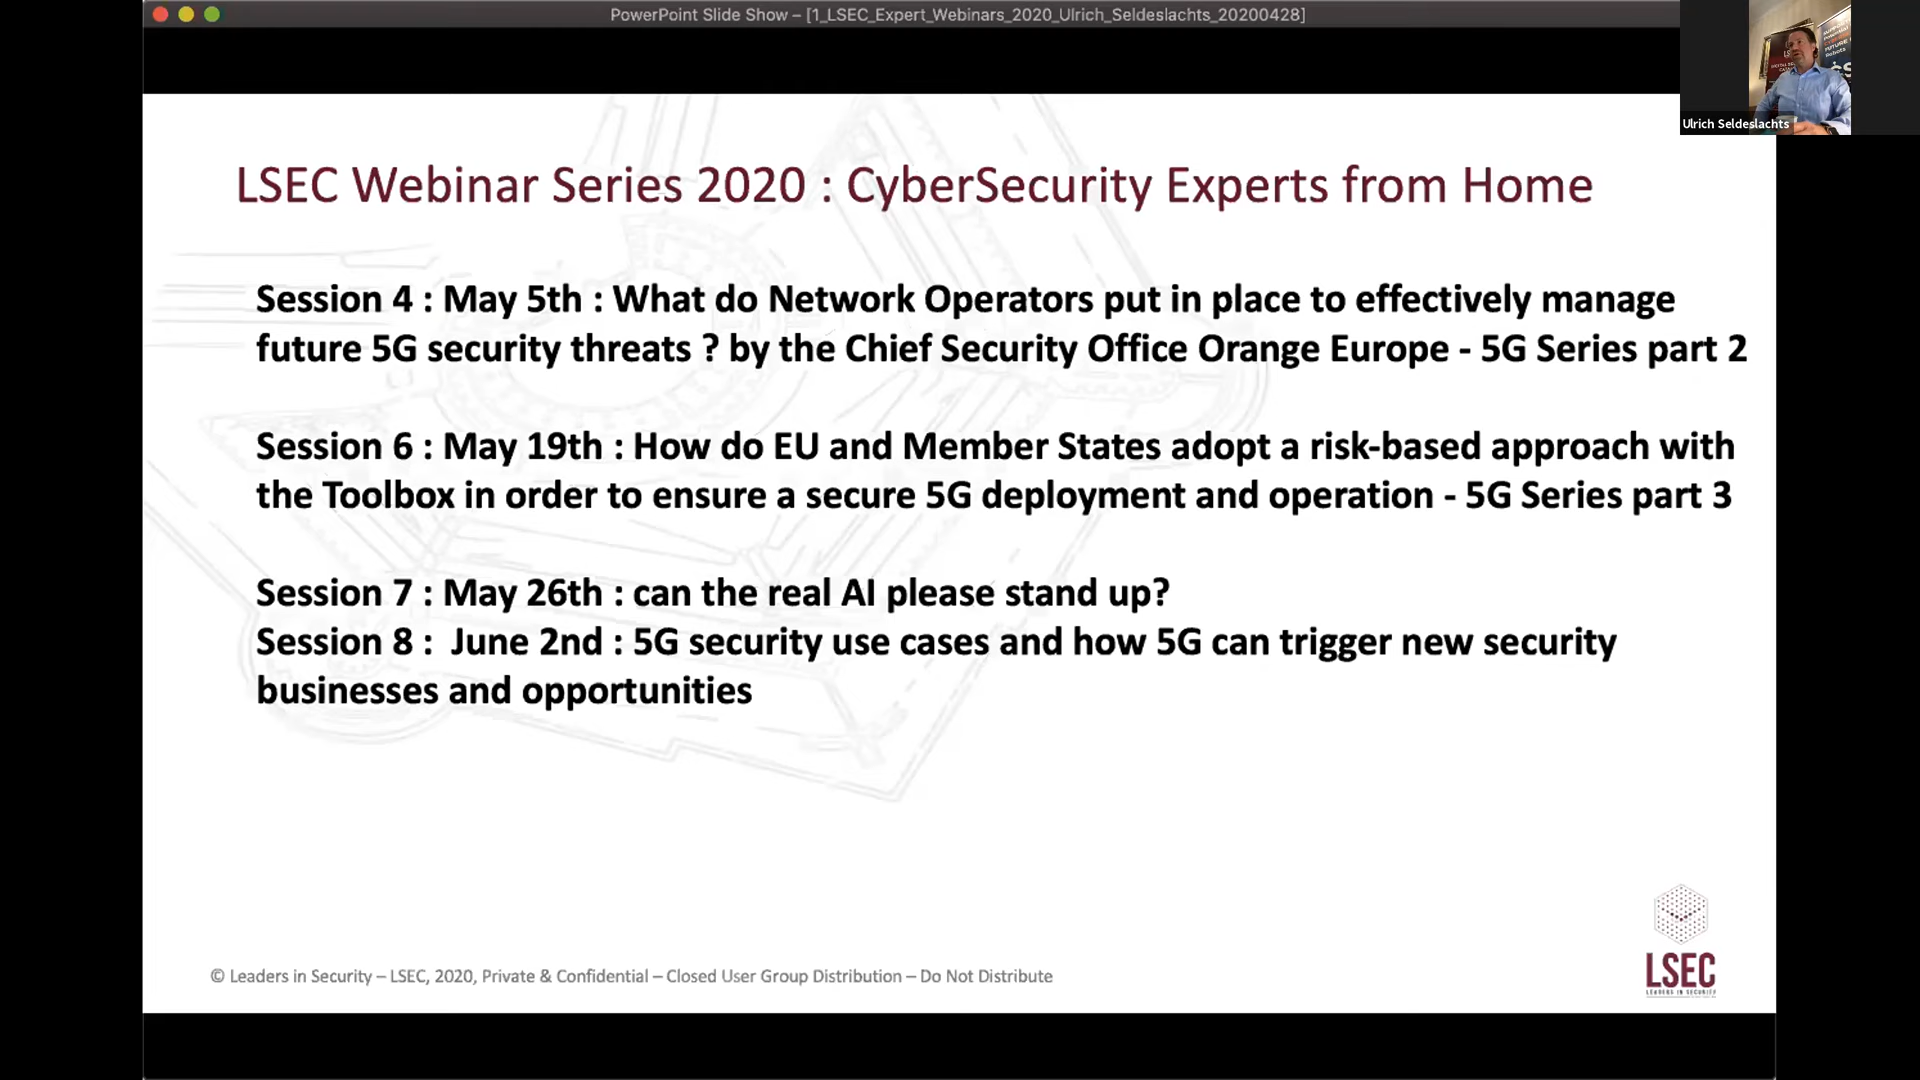 PowerPoint Slide Show – [1_LSEC_Expert_Webinars_2020_Ulrich_Seldeslachts_20200428]
Ulrich Seldeslachts
LSEC Webinar Series 2020 : CyberSecurity Experts from Home
Session 4 : May 5th : What do Network Operators put in place to effectively manage
future 5G security threats ? by the Chief Security Office Orange Europe - 5G Series part 2
Session 6 : May 19th : How do EU and Member States adopt a risk-based approach with
the Toolbox in order to ensure a secure 5G deployment and operation - 5G Series part 3
Session 7 : May 26th : can the real AI please stand up?
Session 8 :  June 2nd : 5G security use cases and how 5G can trigger new security
businesses and opportunities
© Leaders in Security – LSEC, 2020, Private & Confidential – Closed User Group Distribution – Do Not Distribute
LSEC
LEADERS IN SECURITY